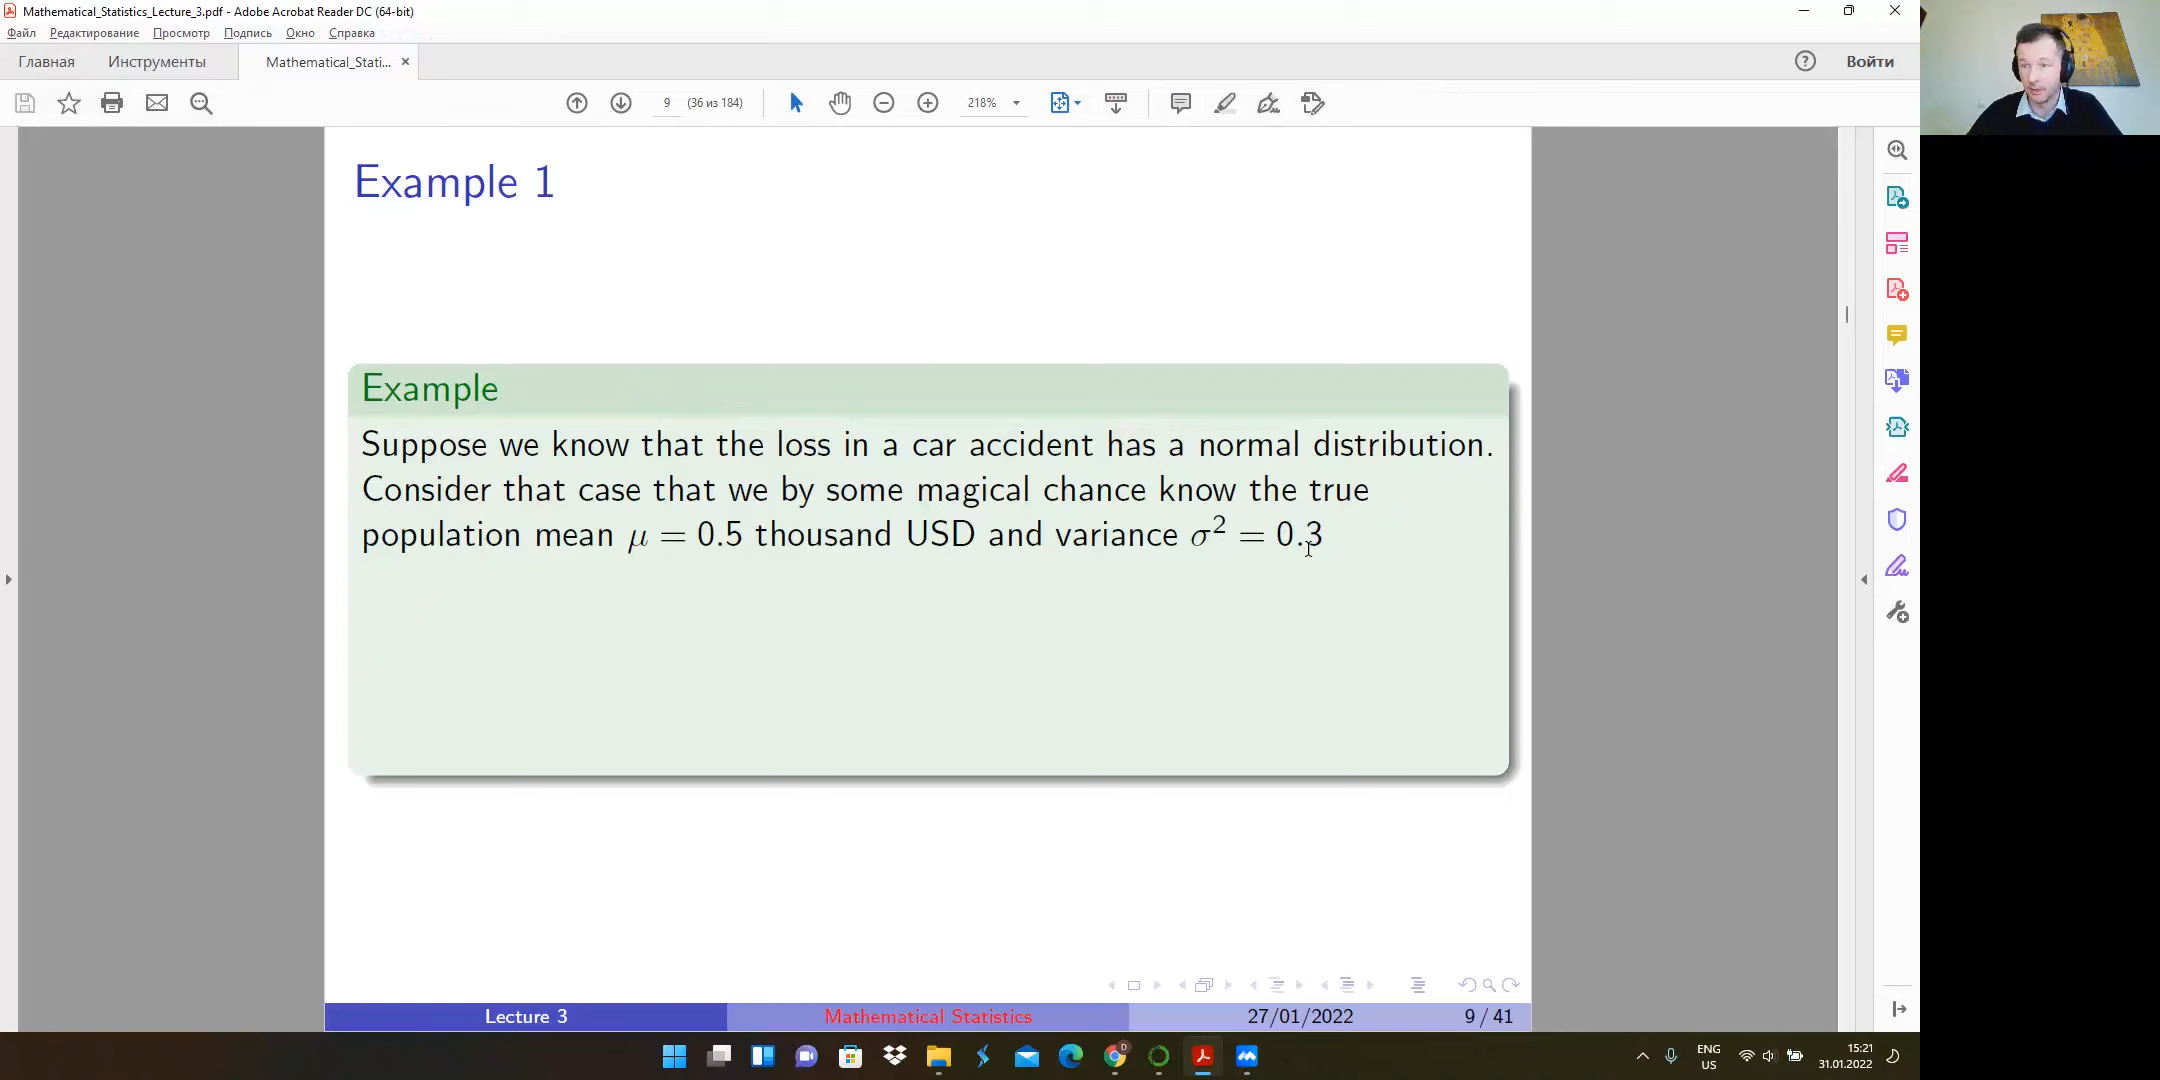 Mathematical_Statistics_Lecture_3.pdf - Adobe Acrobat Reader DC (64-bit)
Файл Редактирование Просмотр Подпись Окно Справка
Главная Инструменты Mathematical_Stati... Войти
9 (36 из 184) 218%
Example 1
Example
Suppose we know that the loss in a car accident has a normal distribution.
Consider that case that we by some magical chance know the true
population mean μ = 0.5 thousand USD and variance σ² = 0.3
Lecture 3 Mathematical Statistics 27/01/2022 9 / 41
ENG 15:21
US 31.01.2022